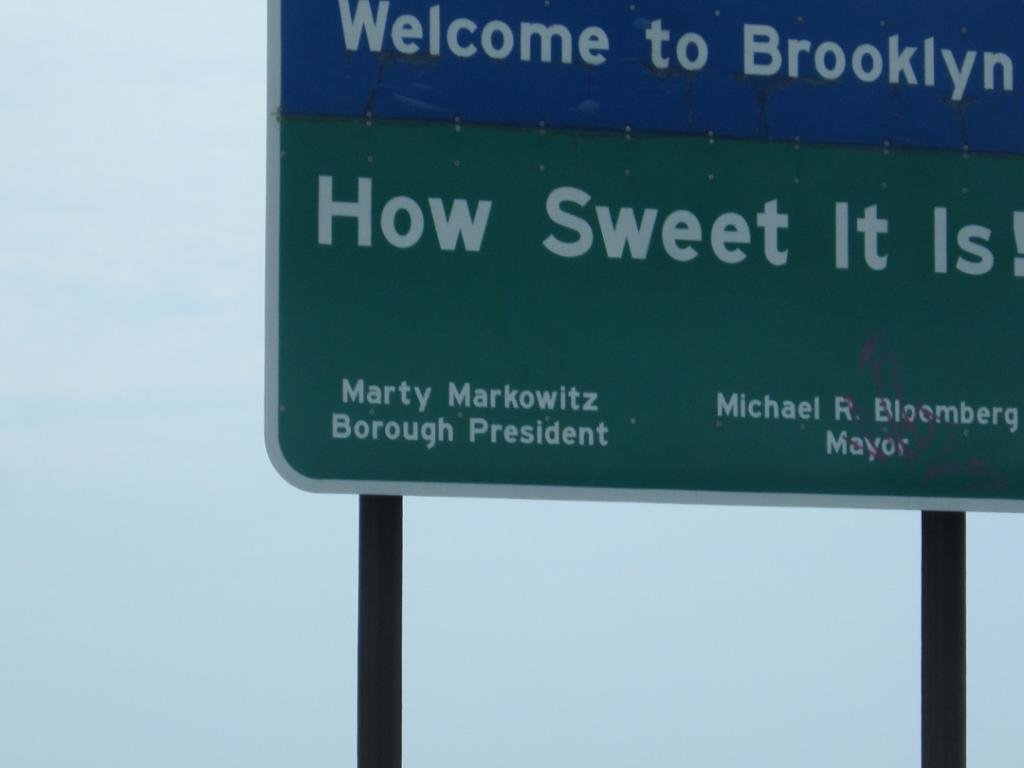 Welcome to Brooklyn
How Sweet It Is!
Marty Markowitz
Borough President
Michael R. Bloomberg
Mayor